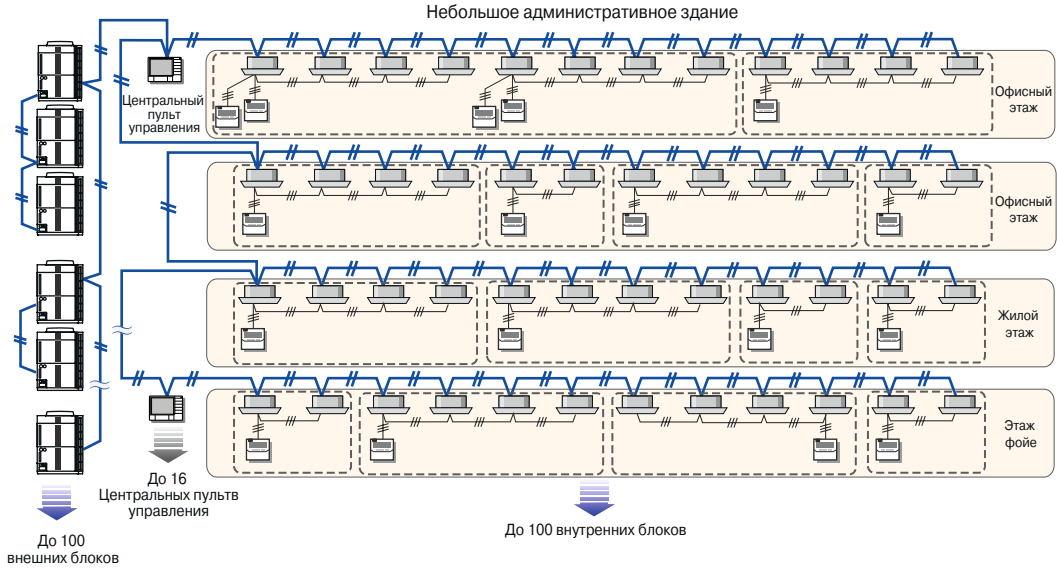 Небольшое административное здание
Центральный
пульт
управления
Офисный
этаж
Офисный
этаж
Жилой
этаж
Этаж
фойе
До 16
Центральных пультв
управления
До 100 внутренних блоков
До 100
внешних блоков